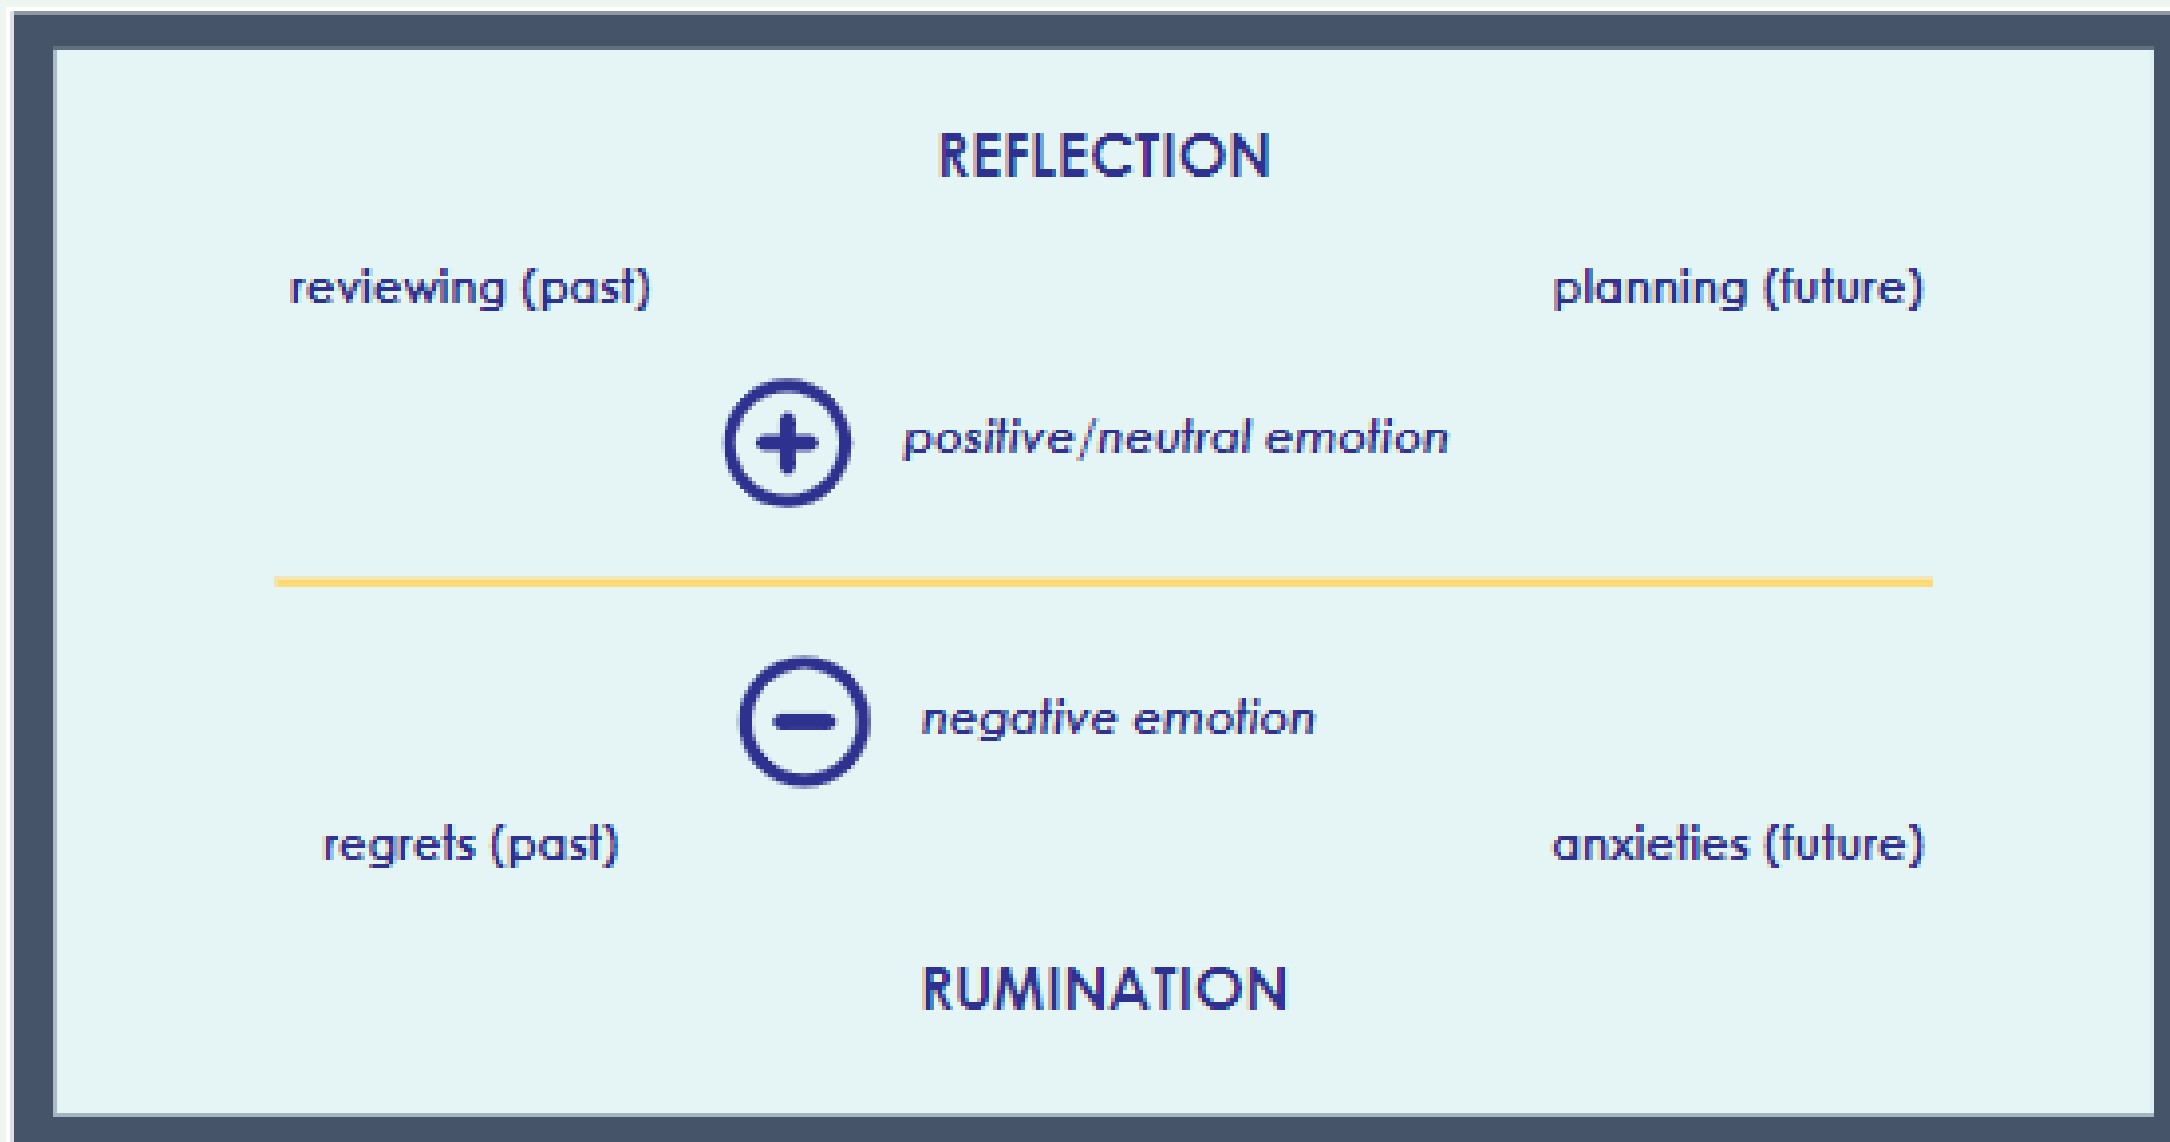 REFLECTION
reviewing (past) planning (future)
positive/neutral emotion
negative emotion
regrets (past) anxieties (future)
RUMINATION